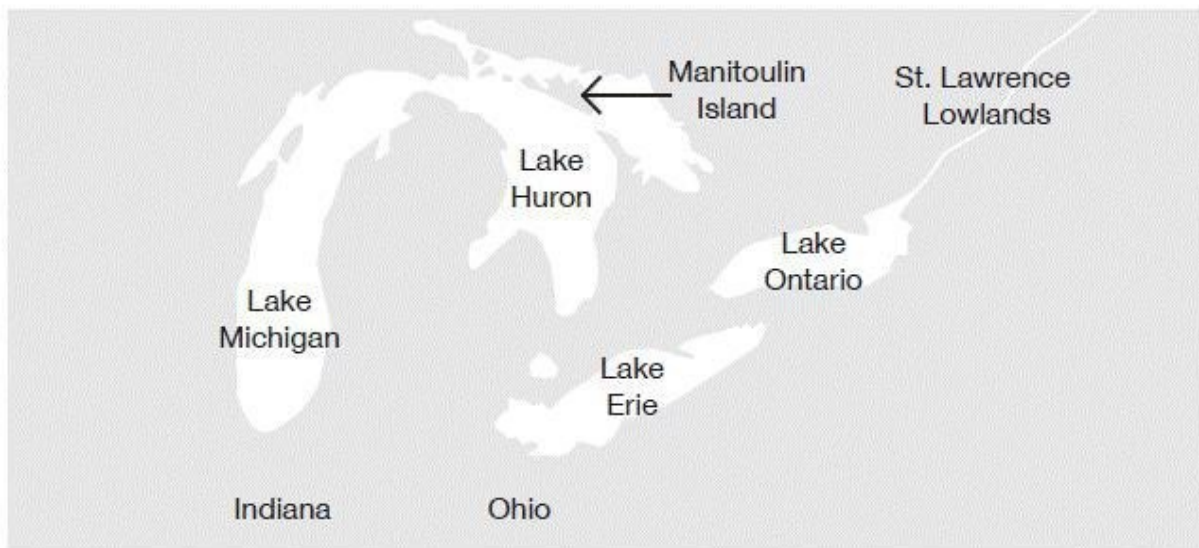 Manitoulin
Island
St. Lawrence
Lowlands
Lake
Huron
Lake
Ontario
Lake
Michigan
Lake
Erie
Indiana
Ohio